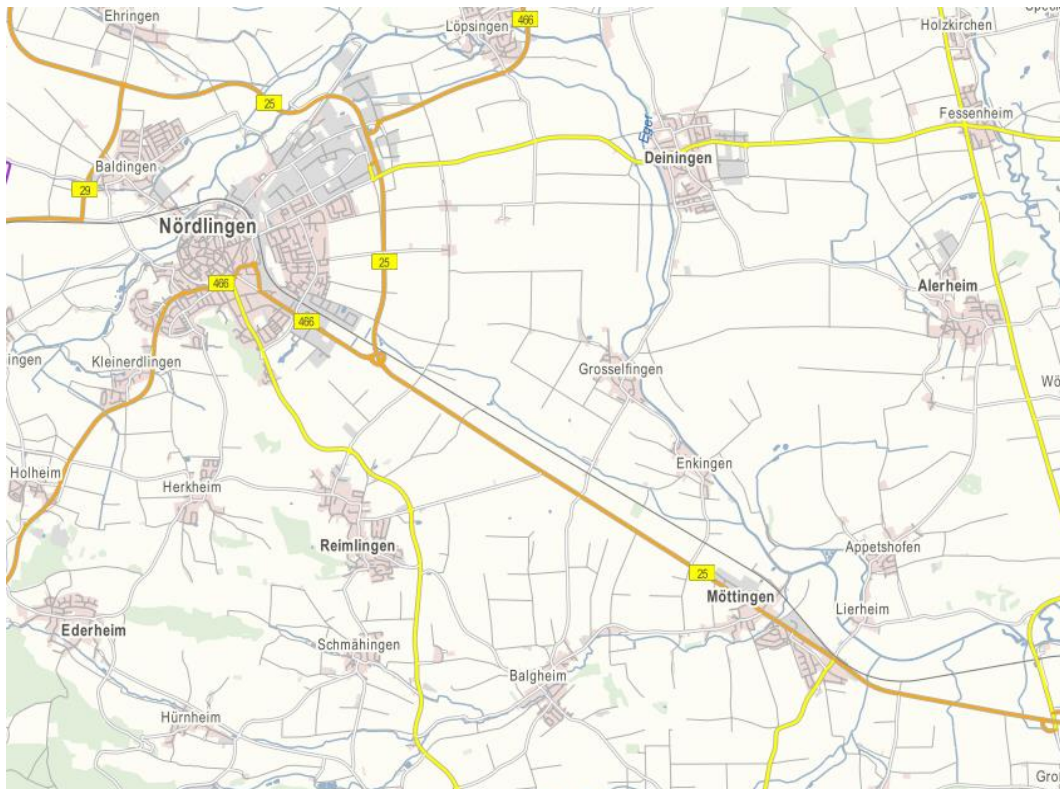 Ehringen
Löpsingen
466
Holzkirchen
25
Fessenheim
Eger
Deiningen
Baldingen
29
Nördlingen
25
466
466
Alerheim
Kleinerdlingen
Grosselfingen
ingen
Wö
Enkingen
Holheim
Herkheim
Reimlingen
Appetshofen
25
Möttingen
Lierheim
Ederheim
Schmähingen
Balgheim
Hürnheim